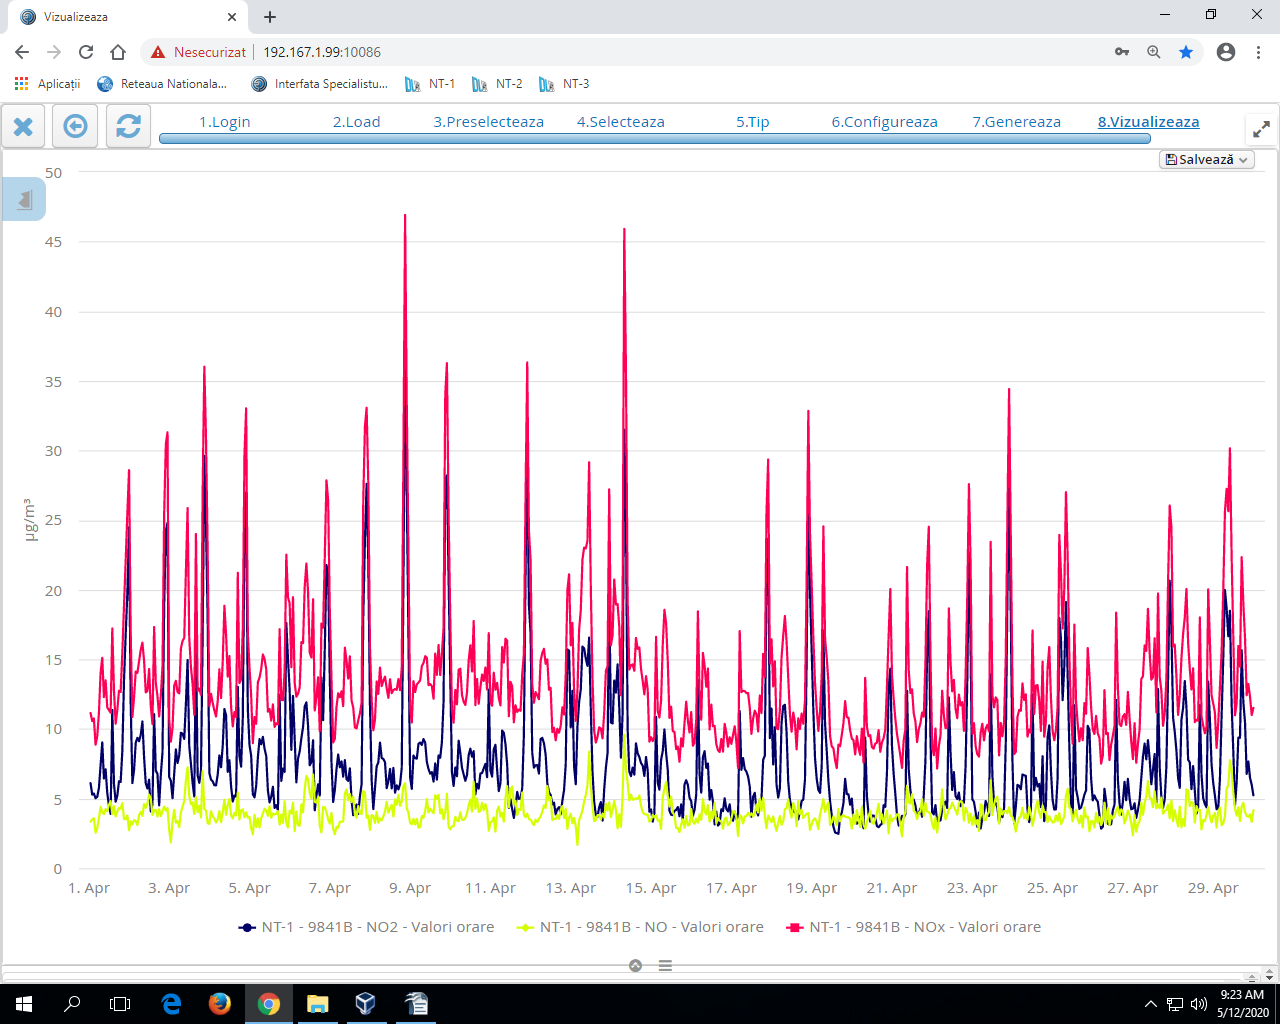 Vizualizeaza
Nesecurizat 192.167.1.99:10086
Aplicații Reteaua Nationala... Interfata Specialistu... NT-1 NT-2 NT-3
1.Login 2.Load 3.Preselecteaza 4.Selecteaza 5.Tip 6.Configureaza 7.Genereaza 8.Vizualizeaza
Salvează
50
45
40
35
30
25
20
15
10
5
0
µg/m³
1. Apr 3. Apr 5. Apr 7. Apr 9. Apr 11. Apr 13. Apr 15. Apr 17. Apr 19. Apr 21. Apr 23. Apr 25. Apr 27. Apr 29. Apr
NT-1 - 9841B - NO2 - Valori orare NT-1 - 9841B - NO - Valori orare NT-1 - 9841B - NOx - Valori orare
9:23 AM
5/12/2020